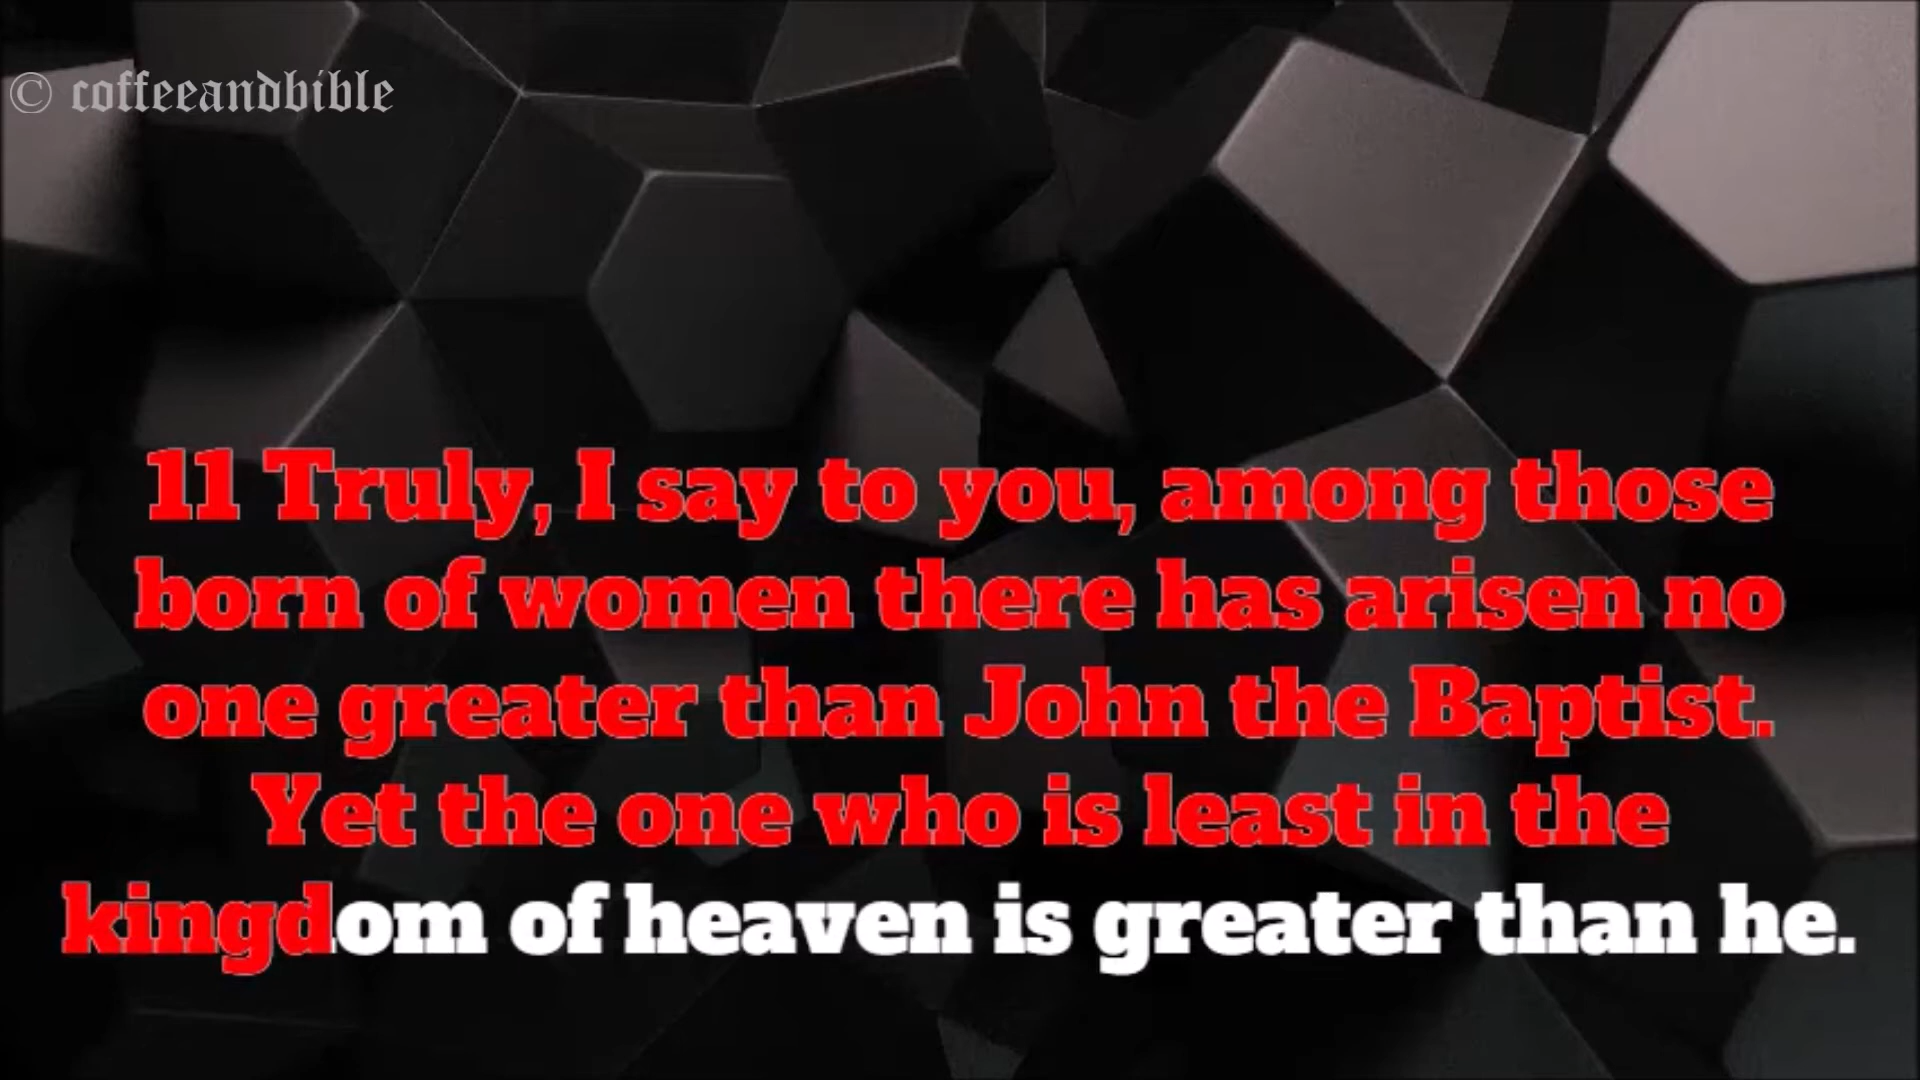 © coffeeandbible
11 Truly, I say to you, among those
born of women there has arisen no
one greater than John the Baptist.
Yet the one who is least in the
kingdom of heaven is greater than he.